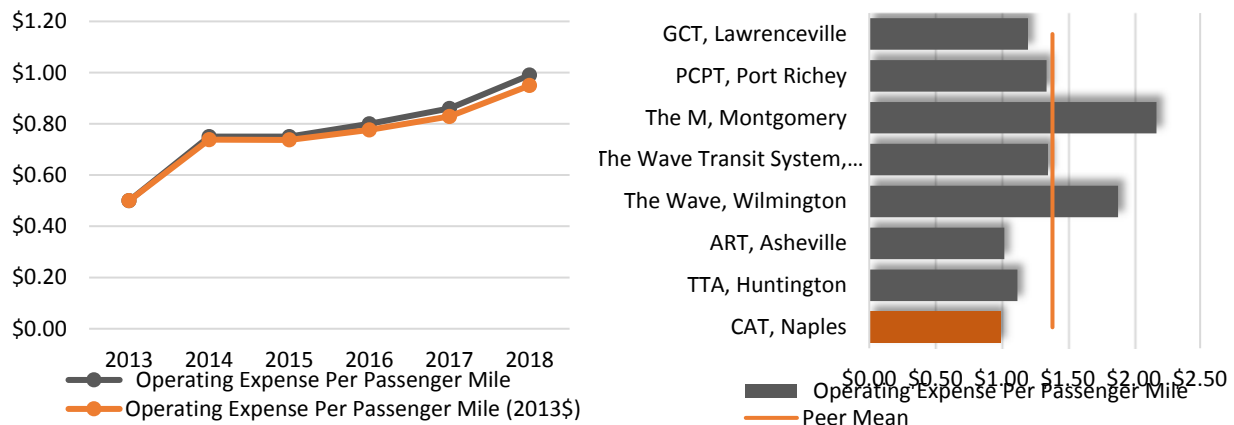 $1.20
$1.00
$0.80
$0.60
$0.40
$0.20
$0.00
2013 2014 2015 2016 2017 2018
Operating Expense Per Passenger Mile
Operating Expense Per Passenger Mile (2013$)
GCT, Lawrenceville
PCPT, Port Richey
The M, Montgomery
The Wave Transit System,...
The Wave, Wilmington
ART, Asheville
TTA, Huntington
CAT, Naples
$0.00 $0.50 $1.00 $1.50 $2.00 $2.50
Operating Expense Per Passenger Mile
Peer Mean